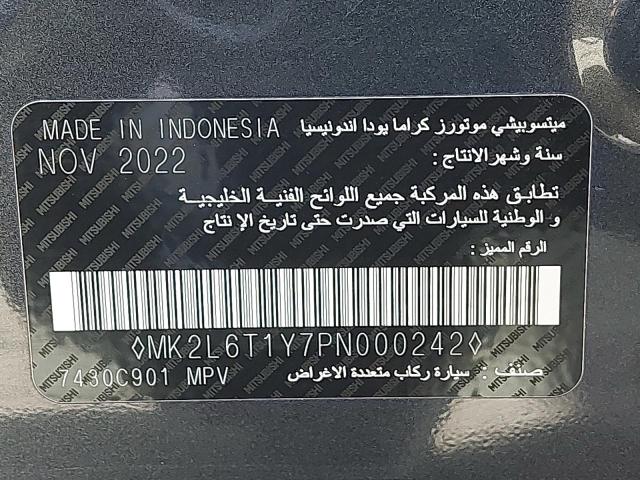 MADE IN INDONESIA ميتسوبيشي موتورز كراما يودا اندونيسيا
NOV 2022 سنة وشهر الانتاج :
تطابق هذه المركبة جميع اللوائح الفنية الخليجية
و الوطنية للسيارات التي صدرت حتى تاريخ الإ نتاج
الرقم المميز :
◊MK2L6T1Y7PN000242◊
7430C901 MPV صنف : سيارة ركاب متعددة الاغراض
MITSUBISHI